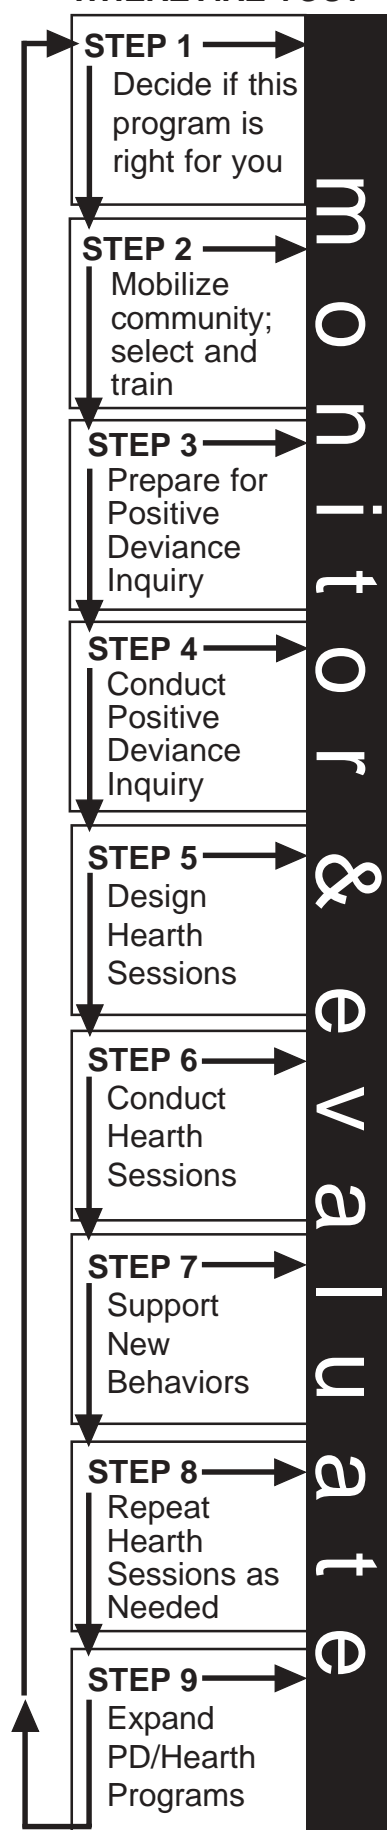 STEP 1
Decide if this
program is
right for you
STEP 2
Mobilize
community;
select and
train
STEP 3
Prepare for
Positive
Deviance
Inquiry
STEP 4
Conduct
Positive
Deviance
Inquiry
STEP 5
Design
Hearth
Sessions
STEP 6
Conduct
Hearth
Sessions
STEP 7
Support
New
Behaviors
STEP 8
Repeat
Hearth
Sessions as
Needed
STEP 9
Expand
PD/Hearth
Programs
monitor & evaluate